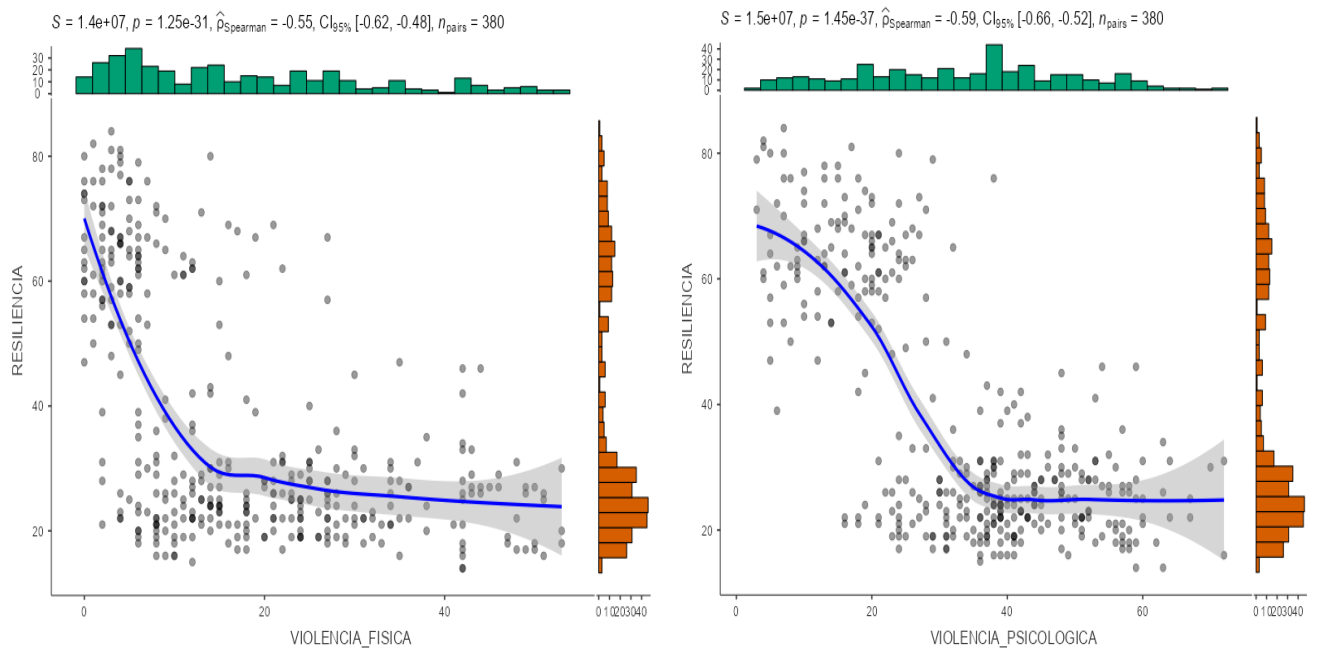 S = 1.4e+07, p = 1.25e-31, ρ̂Spearman = -0.55, CI95% [-0.62, -0.48], npairs = 380
30
20
10
0
80
60
40
20
RESILIENCIA
0 20 40
VIOLENCIA_FISICA
0 10 20 30 40
S = 1.5e+07, p = 1.45e-37, ρ̂Spearman = -0.59, CI95% [-0.66, -0.52], npairs = 380
40
30
20
10
0
80
60
40
20
RESILIENCIA
0 20 40 60
VIOLENCIA_PSICOLOGICA
0 10 20 30 40